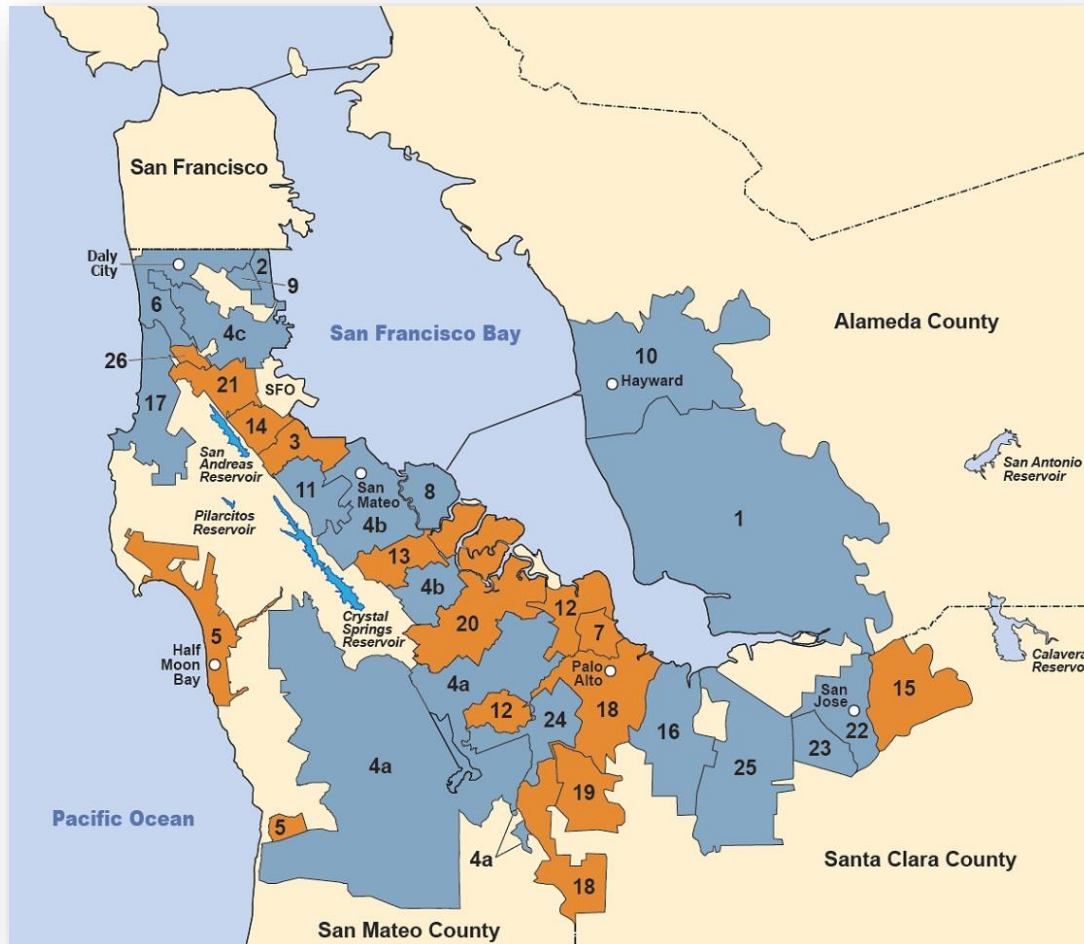 San Francisco
Daly
City
2
9
6
4c
San Francisco Bay
Alameda County
26
21
SFO
10
Hayward
17
14
3
San
Andreas
Reservoir
San Antonio
Reservoir
11
San
Mateo
8
Pilarcitos
Reservoir
4b
1
13
4b
12
5
20
7
Crystal
Springs
Reservoir
Half
Moon
Bay
Palo
Alto
Calavera
Reservo
4a
15
12
24
18
San
Jose
22
16
23
4a
25
19
Pacific Ocean
5
4a
Santa Clara County
18
San Mateo County